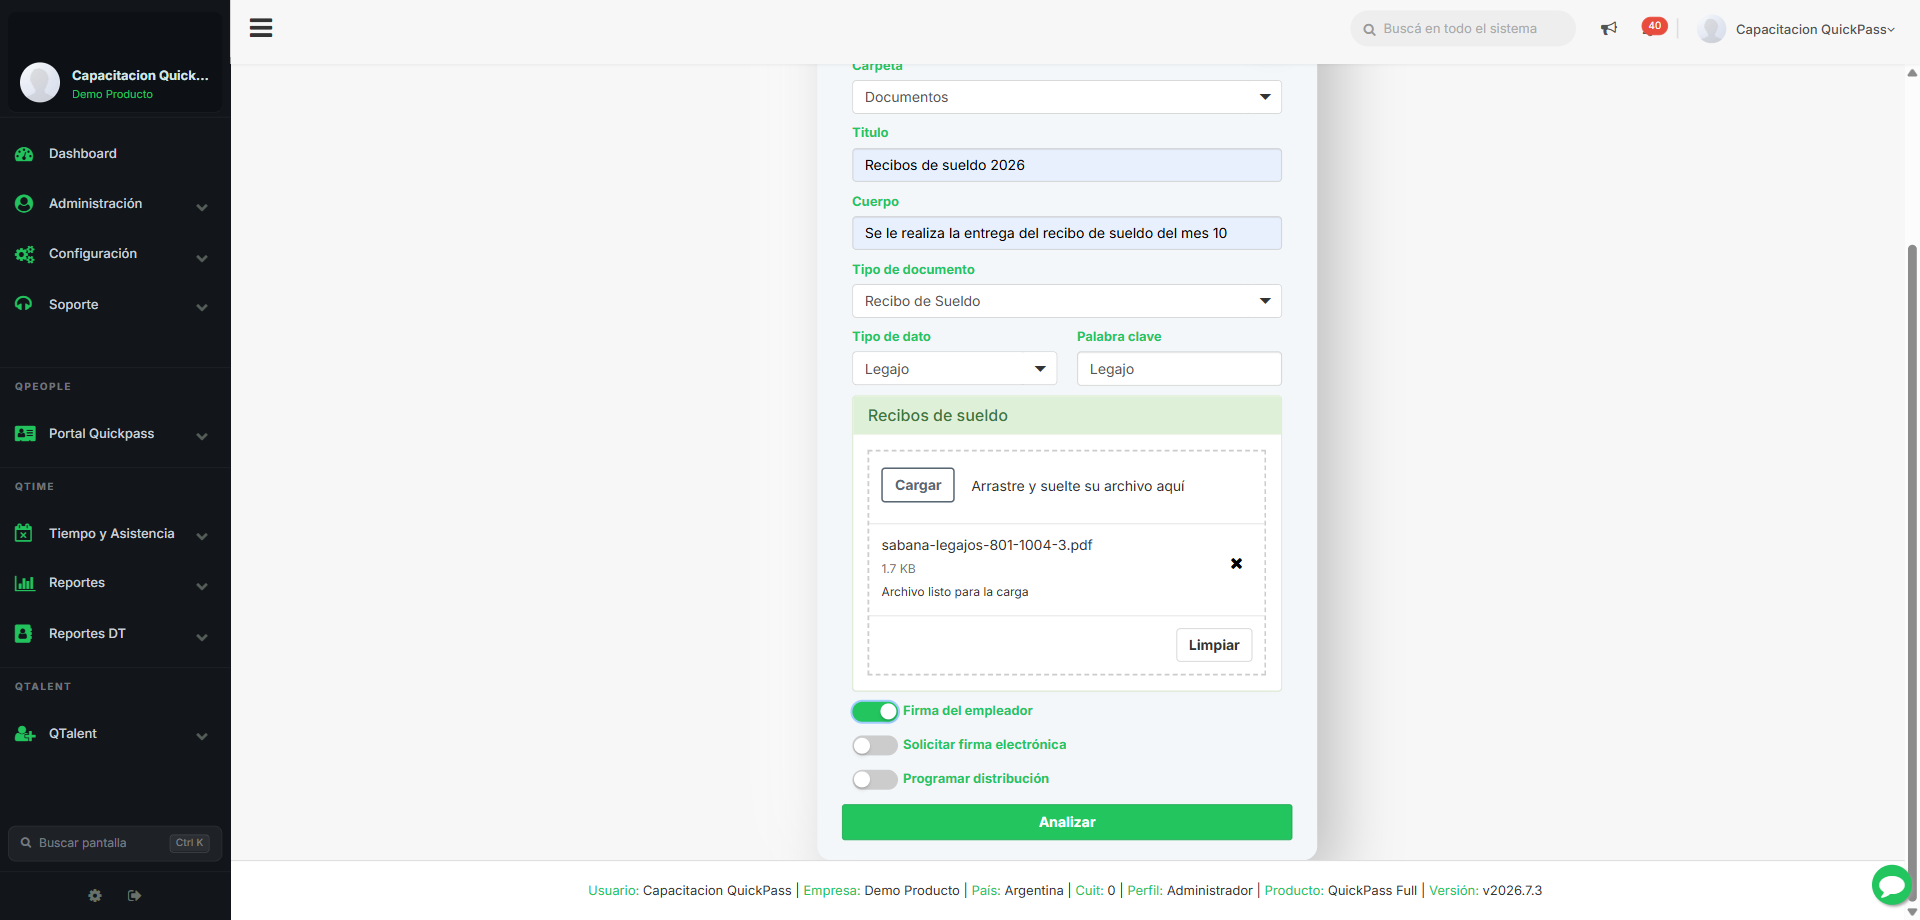 Capacitacion Quick...
Demo Producto
Dashboard
Administración
Configuración
Soporte
QPEOPLE
Portal Quickpass
QTIME
Tiempo y Asistencia
Reportes
Reportes DT
QTALENT
QTalent
Buscar pantalla
Ctrl K
Buscá en todo el sistema
40
Capacitacion QuickPass
Carpeta
Documentos
Titulo
Recibos de sueldo 2026
Cuerpo
Se le realiza la entrega del recibo de sueldo del mes 10
Tipo de documento
Recibo de Sueldo
Tipo de dato
Palabra clave
Legajo
Legajo
Recibos de sueldo
Cargar
Arrastre y suelte su archivo aquí
sabana-legajos-801-1004-3.pdf
1.7 KB
Archivo listo para la carga
Limpiar
Firma del empleador
Solicitar firma electrónica
Programar distribución
Analizar
Usuario: Capacitacion QuickPass | Empresa: Demo Producto | País: Argentina | Cuit: 0 | Perfil: Administrador | Producto: QuickPass Full | Versión: v2026.7.3